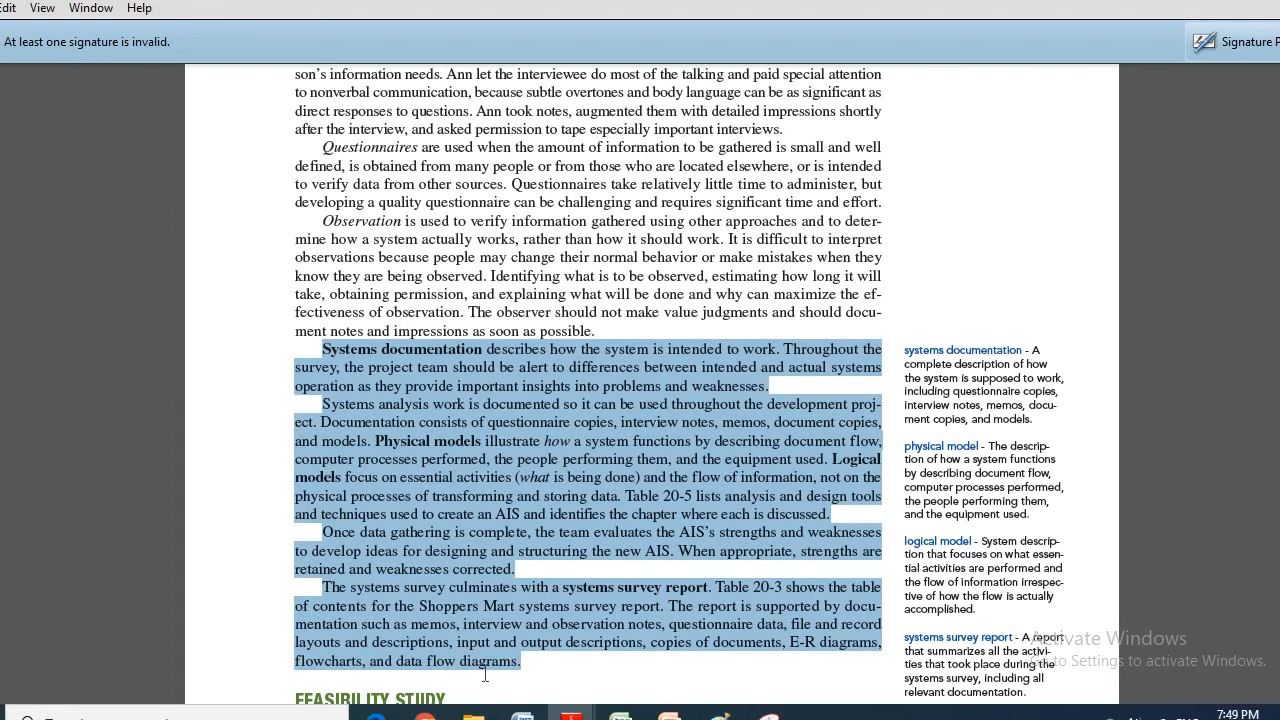 Edit View Window Help
At least one signature is invalid.
Signature P
son's information needs. Ann let the interviewee do most of the talking and paid special attention
to nonverbal communication, because subtle overtones and body language can be as significant as
direct responses to questions. Ann took notes, augmented them with detailed impressions shortly
after the interview, and asked permission to tape especially important interviews.
Questionnaires are used when the amount of information to be gathered is small and well
defined, is obtained from many people or from those who are located elsewhere, or is intended
to verify data from other sources. Questionnaires take relatively little time to administer, but
developing a quality questionnaire can be challenging and requires significant time and effort.
Observation is used to verify information gathered using other approaches and to deter-
mine how a system actually works, rather than how it should work. It is difficult to interpret
observations because people may change their normal behavior or make mistakes when they
know they are being observed. Identifying what is to be observed, estimating how long it will
take, obtaining permission, and explaining what will be done and why can maximize the ef-
fectiveness of observation. The observer should not make value judgments and should docu-
ment notes and impressions as soon as possible.
Systems documentation describes how the system is intended to work. Throughout the
survey, the project team should be alert to differences between intended and actual systems
operation as they provide important insights into problems and weaknesses.
Systems analysis work is documented so it can be used throughout the development proj-
ect. Documentation consists of questionnaire copies, interview notes, memos, document copies,
and models. Physical models illustrate how a system functions by describing document flow,
computer processes performed, the people performing them, and the equipment used. Logical
models focus on essential activities (what is being done) and the flow of information, not on the
physical processes of transforming and storing data. Table 20-5 lists analysis and design tools
and techniques used to create an AIS and identifies the chapter where each is discussed.
Once data gathering is complete, the team evaluates the AIS's strengths and weaknesses
to develop ideas for designing and structuring the new AIS. When appropriate, strengths are
retained and weaknesses corrected.
The systems survey culminates with a systems survey report. Table 20-3 shows the table
of contents for the Shoppers Mart systems survey report. The report is supported by docu-
mentation such as memos, interview and observation notes, questionnaire data, file and record
layouts and descriptions, input and output descriptions, copies of documents, E-R diagrams,
flowcharts, and data flow diagrams.
FEASIBILITY STUDY
systems documentation - A
complete description of how
the system is supposed to work,
including questionnaire copies,
interview notes, memos, docu-
ment copies, and models.
physical model - The descrip-
tion of how a system functions
by describing document flow,
computer processes performed,
the people performing them,
and the equipment used.
logical model - System descrip-
tion that focuses on what essen-
tial activities are performed and
the flow of information irrespec-
tive of how the flow is actually
accomplished.
systems survey report - A report
that summarizes all the activi-
ties that took place during the
systems survey, including all
relevant documentation.
Activate Windows
Go to Settings to activate Windows.
7:49 PM